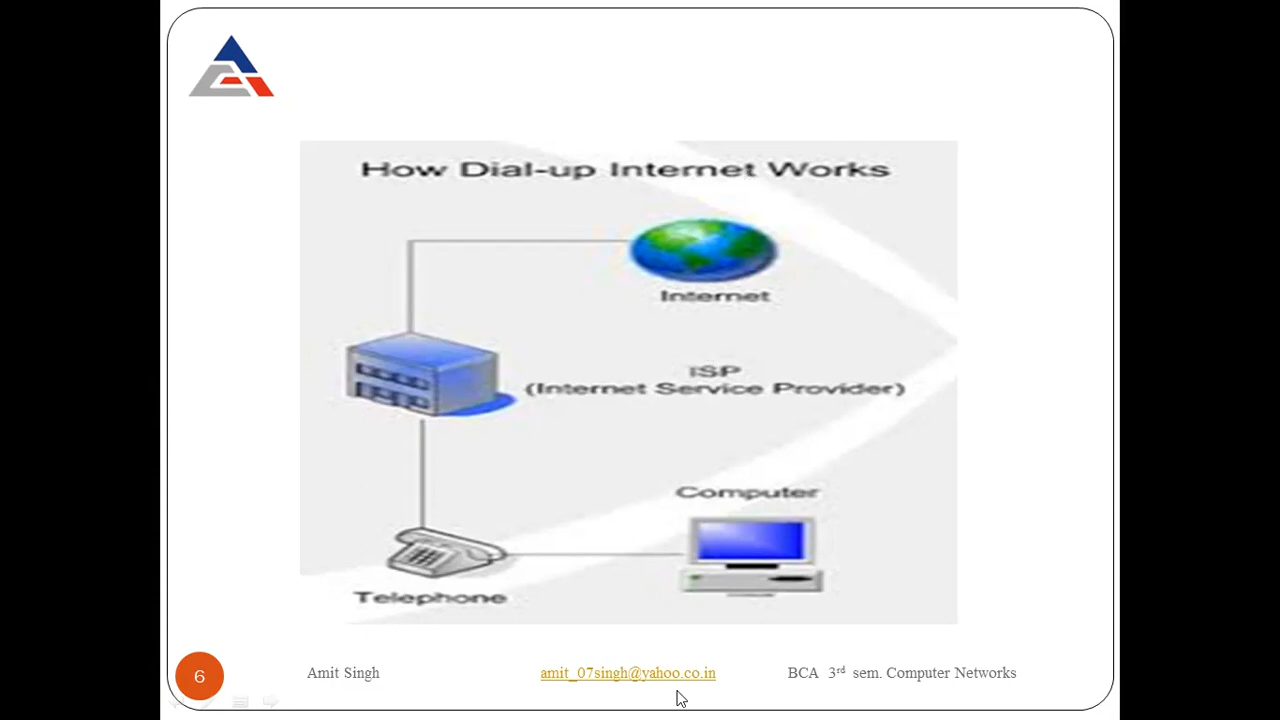 How Dial-up Internet Works
Internet
ISP
(Internet Service Provider)
Computer
Telephone
6
Amit Singh
amit_07singh@yahoo.co.in
BCA 3rd sem. Computer Networks